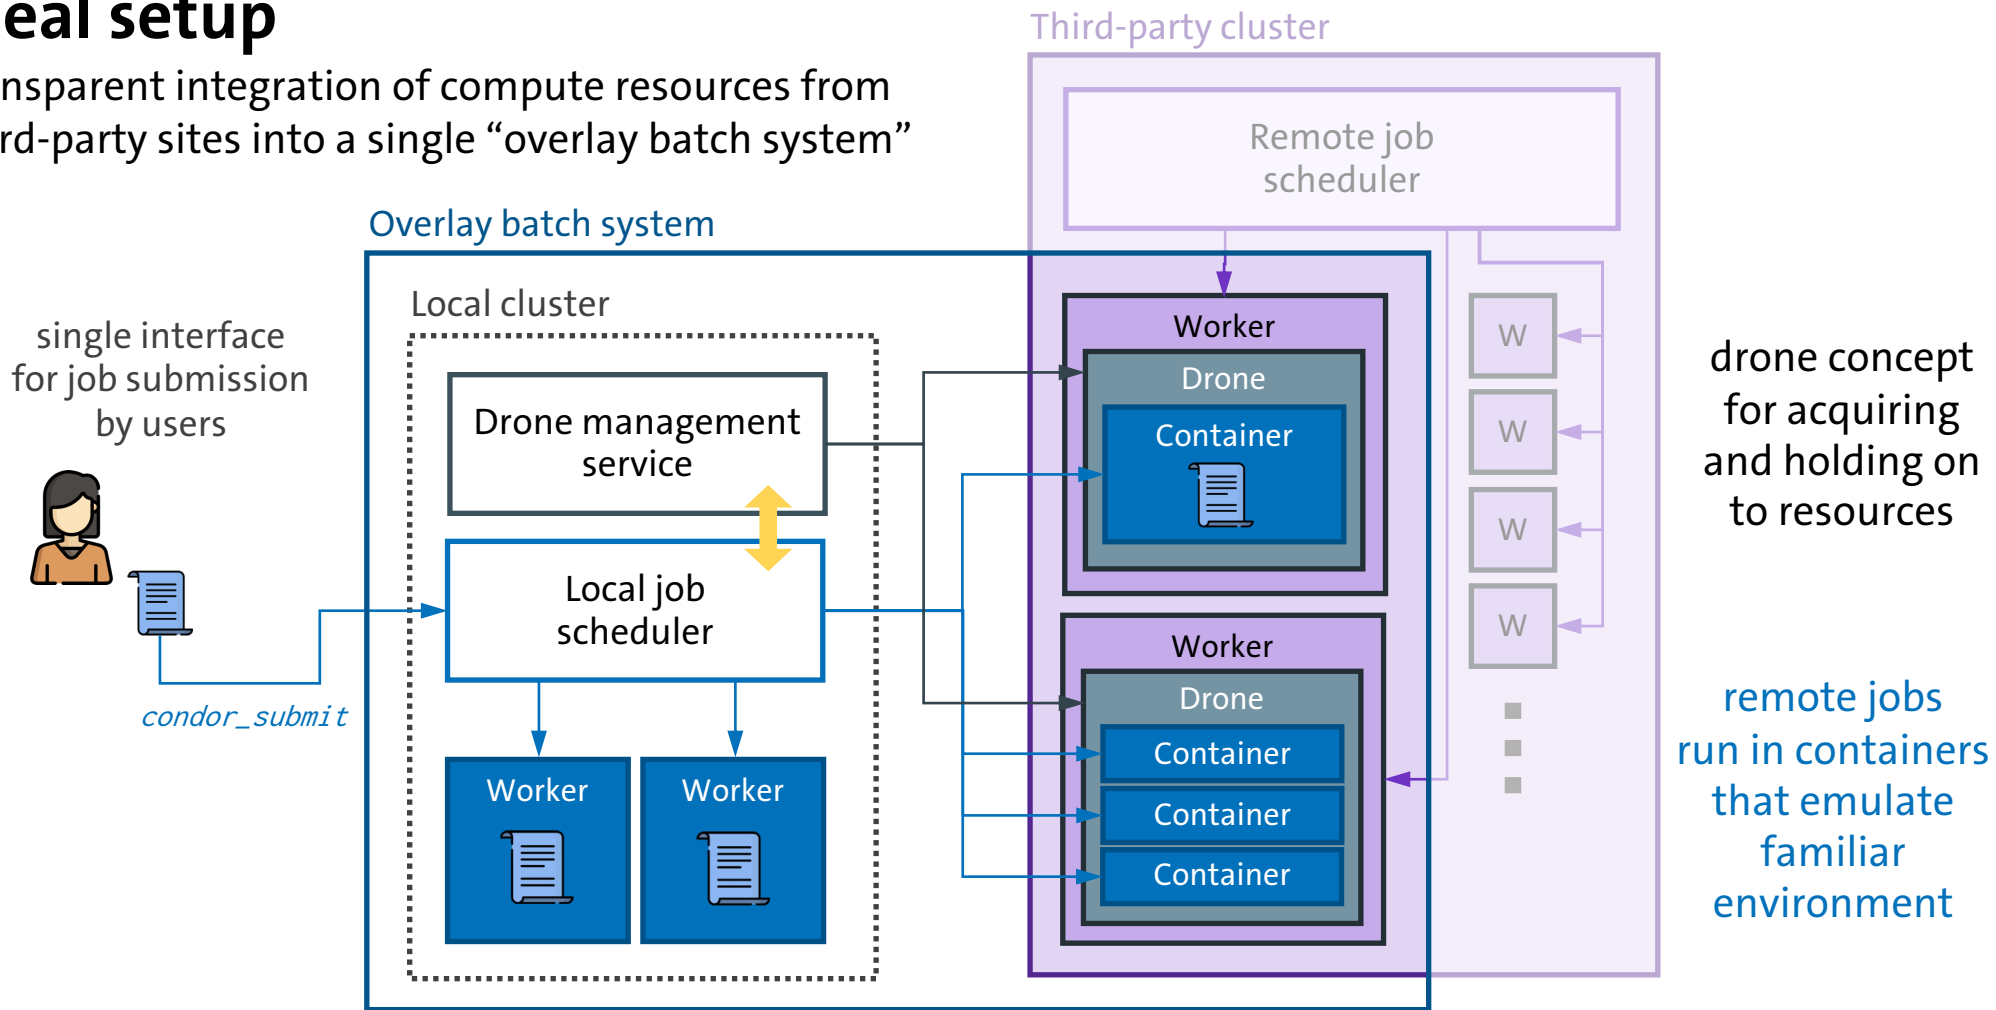 eal setup
nsparent integration of compute resources from
rd-party sites into a single “overlay batch system”
Third-party cluster
Remote job
scheduler
Overlay batch system
Local cluster
single interface
for job submission
by users
condor_submit
Drone management
service
Local job
scheduler
Worker
Worker
Worker
Drone
Container
Worker
Drone
Container
Container
Container
W
W
W
W
drone concept
for acquiring
and holding on
to resources
remote jobs
run in containers
that emulate
familiar
environment